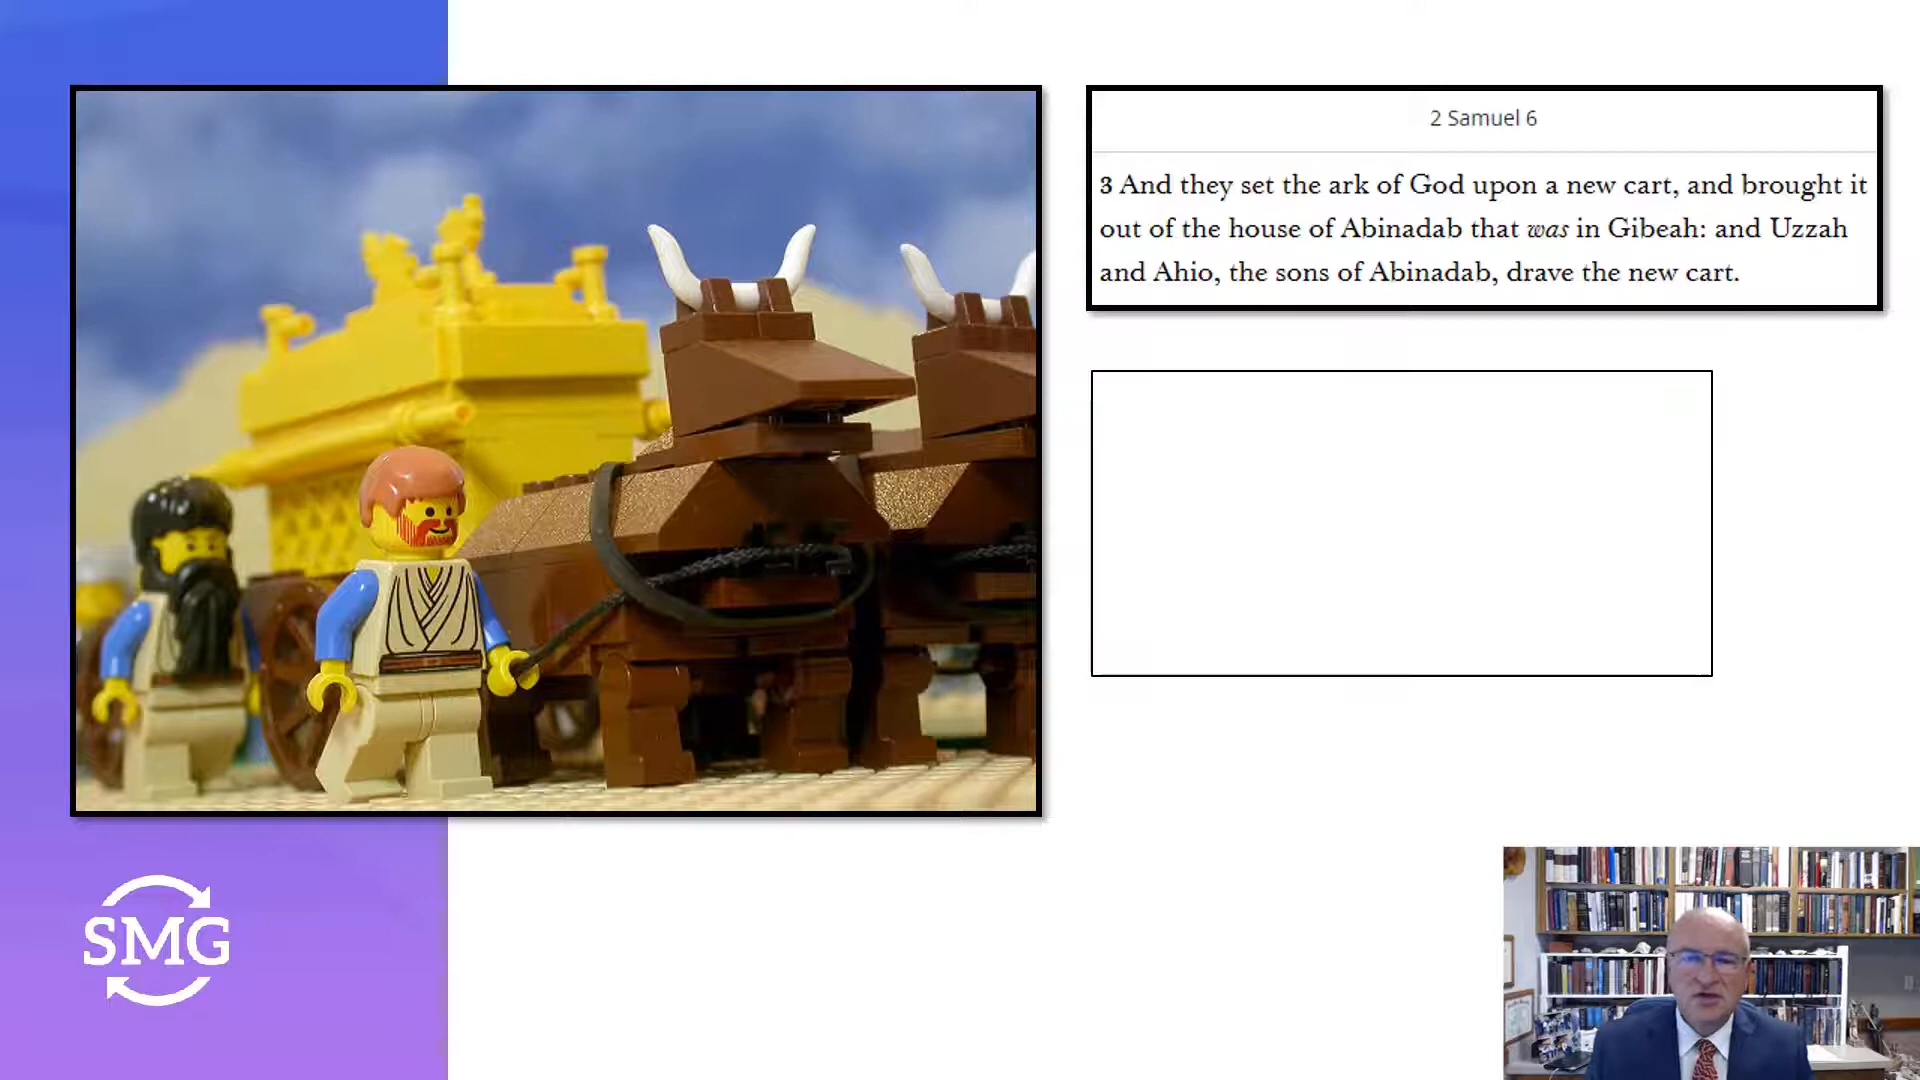 2 Samuel 6
3 And they set the ark of God upon a new cart, and brought it
out of the house of Abinadab that was in Gibeah: and Uzzah
and Ahio, the sons of Abinadab, drave the new cart.
SMG